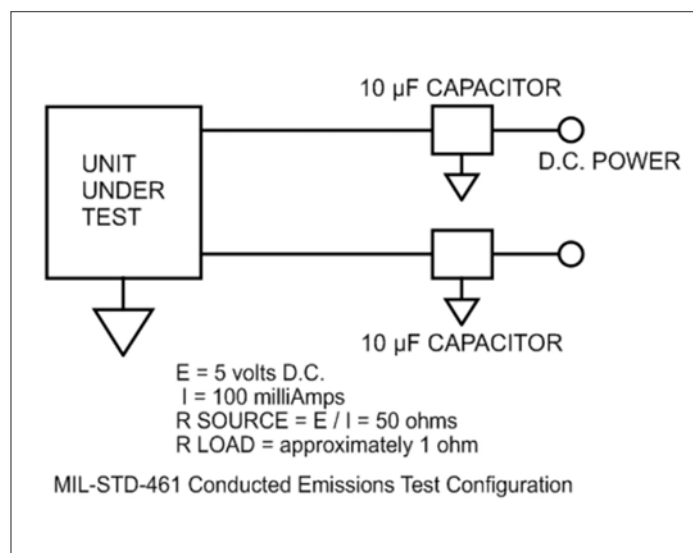 10 µF CAPACITOR
UNIT
UNDER
TEST
D.C. POWER
10 µF CAPACITOR
E = 5 volts D.C.
I = 100 milliAmps
R SOURCE = E / I = 50 ohms
R LOAD = approximately 1 ohm
MIL-STD-461 Conducted Emissions Test Configuration